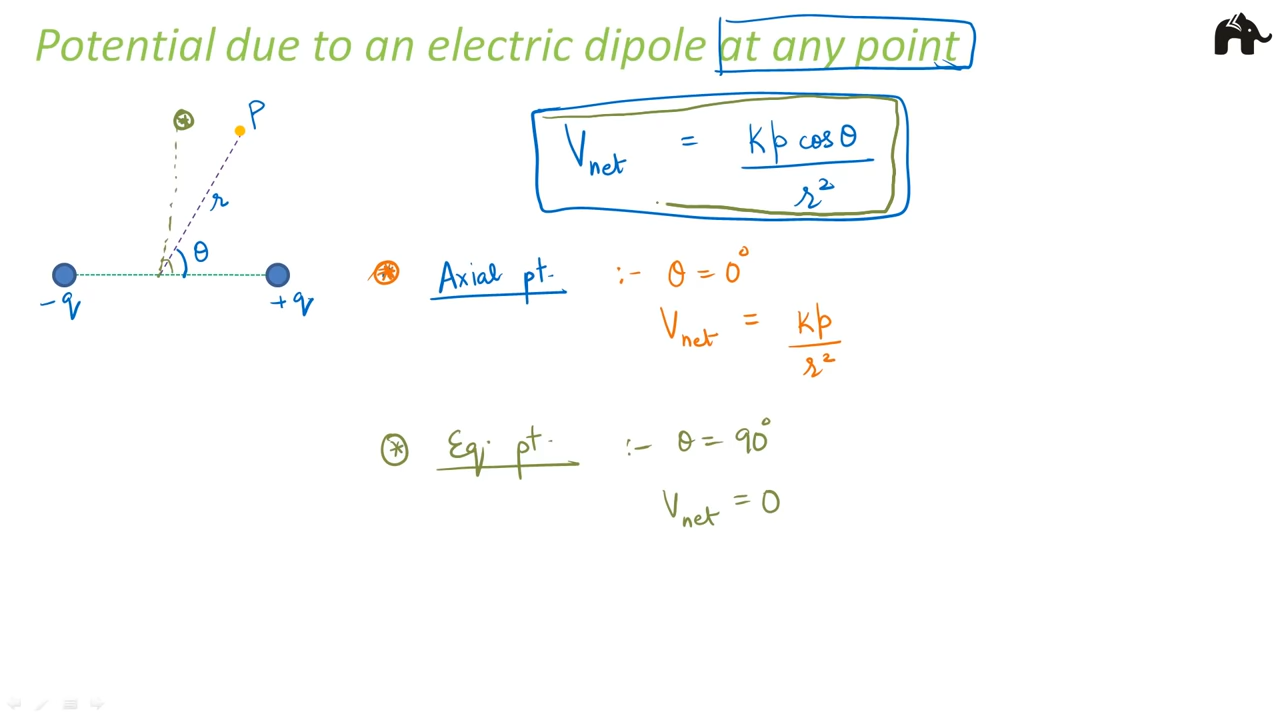 Potential due to an electric dipole at any point
P
r
θ
-q
+q
Vnet = Kp cosθ / r²
Axial pt. :- θ = 0°
Vnet = Kp / r²
Eq. pt. :- θ = 90°
Vnet = 0